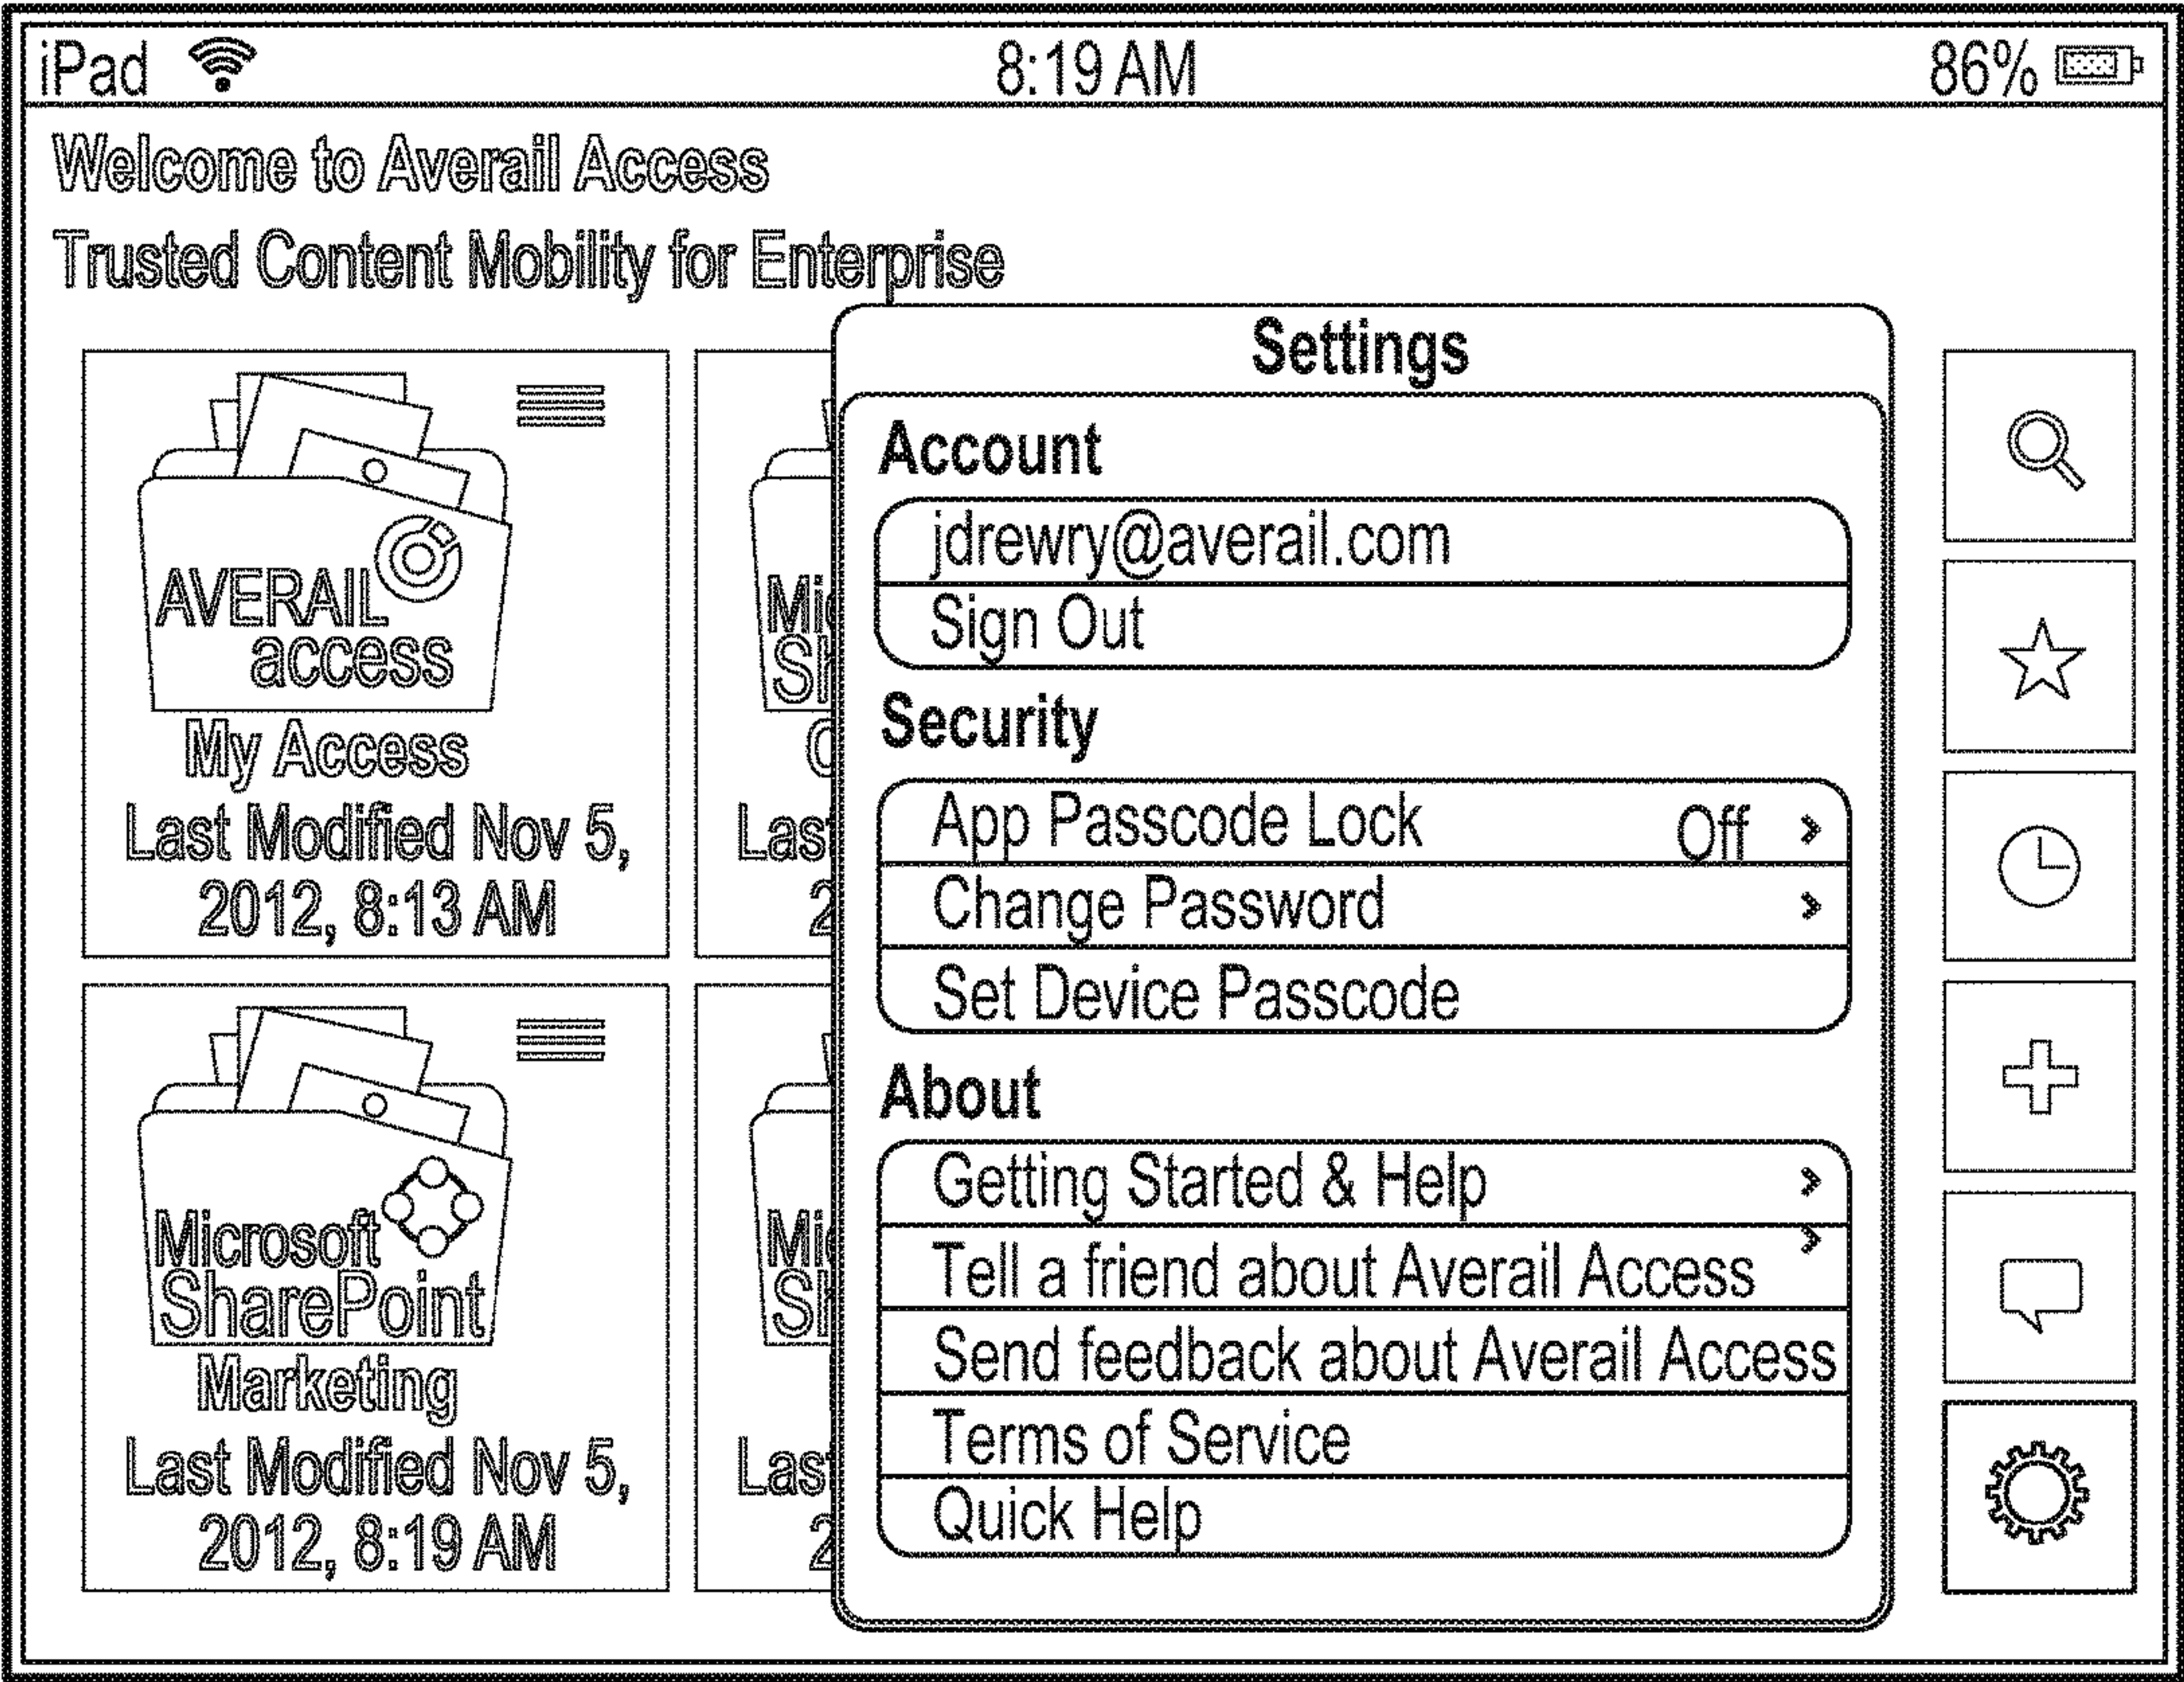 iPad 8:19 AM 86%
Welcome to Averail Access
Trusted Content Mobility for Enterprise
AVERAIL
access
My Access
Last Modified Nov 5,
2012, 8:13 AM
Microsoft
SharePoint
Marketing
Last Modified Nov 5,
2012, 8:19 AM
Settings
Account
jdrewry@averail.com
Sign Out
Security
App Passcode Lock Off
Change Password
Set Device Passcode
About
Getting Started & Help
Tell a friend about Averail Access
Send feedback about Averail Access
Terms of Service
Quick Help